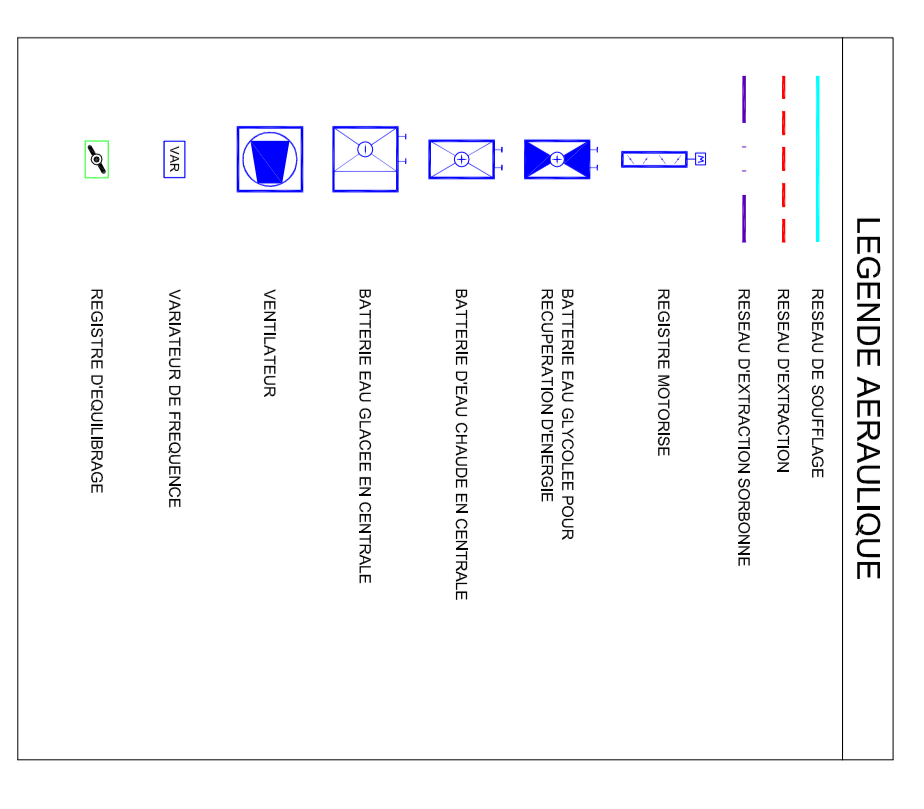 LEGENDE AERAULIQUE
RESEAU DE SOUFFLAGE
RESEAU D'EXTRACTION
RESEAU D'EXTRACTION SORBONNE
M
REGISTRE MOTORISE
BATTERIE EAU GLYCOLEE POUR
RECUPERATION D'ENERGIE
BATTERIE D'EAU CHAUDE EN CENTRALE
BATTERIE EAU GLACEE EN CENTRALE
VENTILATEUR
VAR
VARIATEUR DE FREQUENCE
REGISTRE D'EQUILIBRAGE